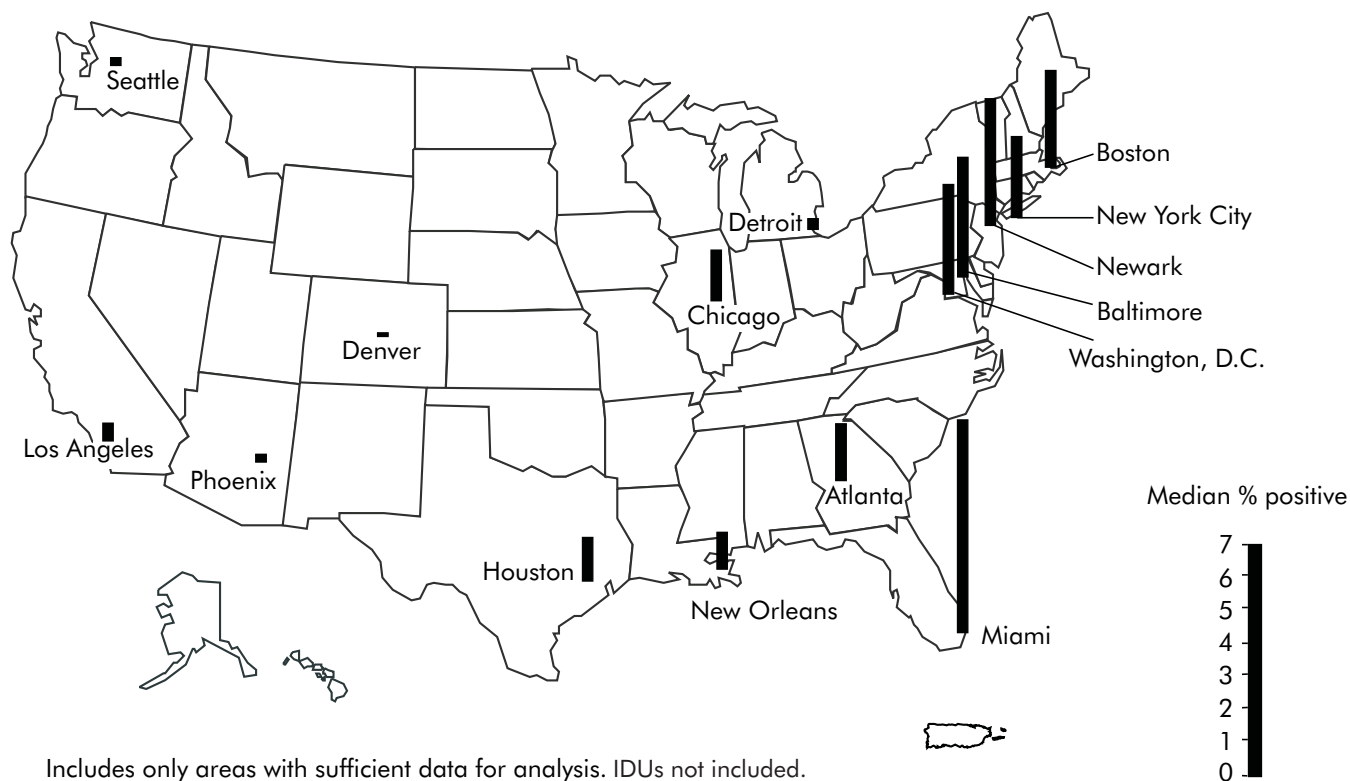 Seattle
Boston
Detroit
New York City
Newark
Baltimore
Chicago
Denver
Washington, D.C.
Los Angeles
Phoenix
Atlanta
Median % positive
7
6
5
4
3
2
1
0
Houston
New Orleans
Miami
Includes only areas with sufficient data for analysis. IDUs not included.